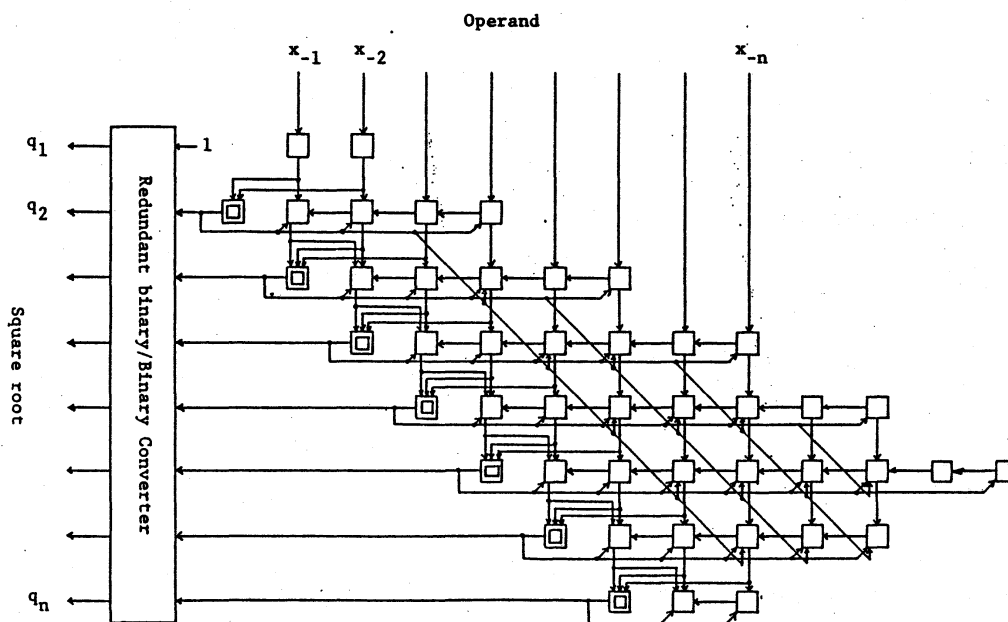 Operand
x-1 x-2 x-n
q1
1
q2
Redundant binary/Binary Converter
Square root
qn